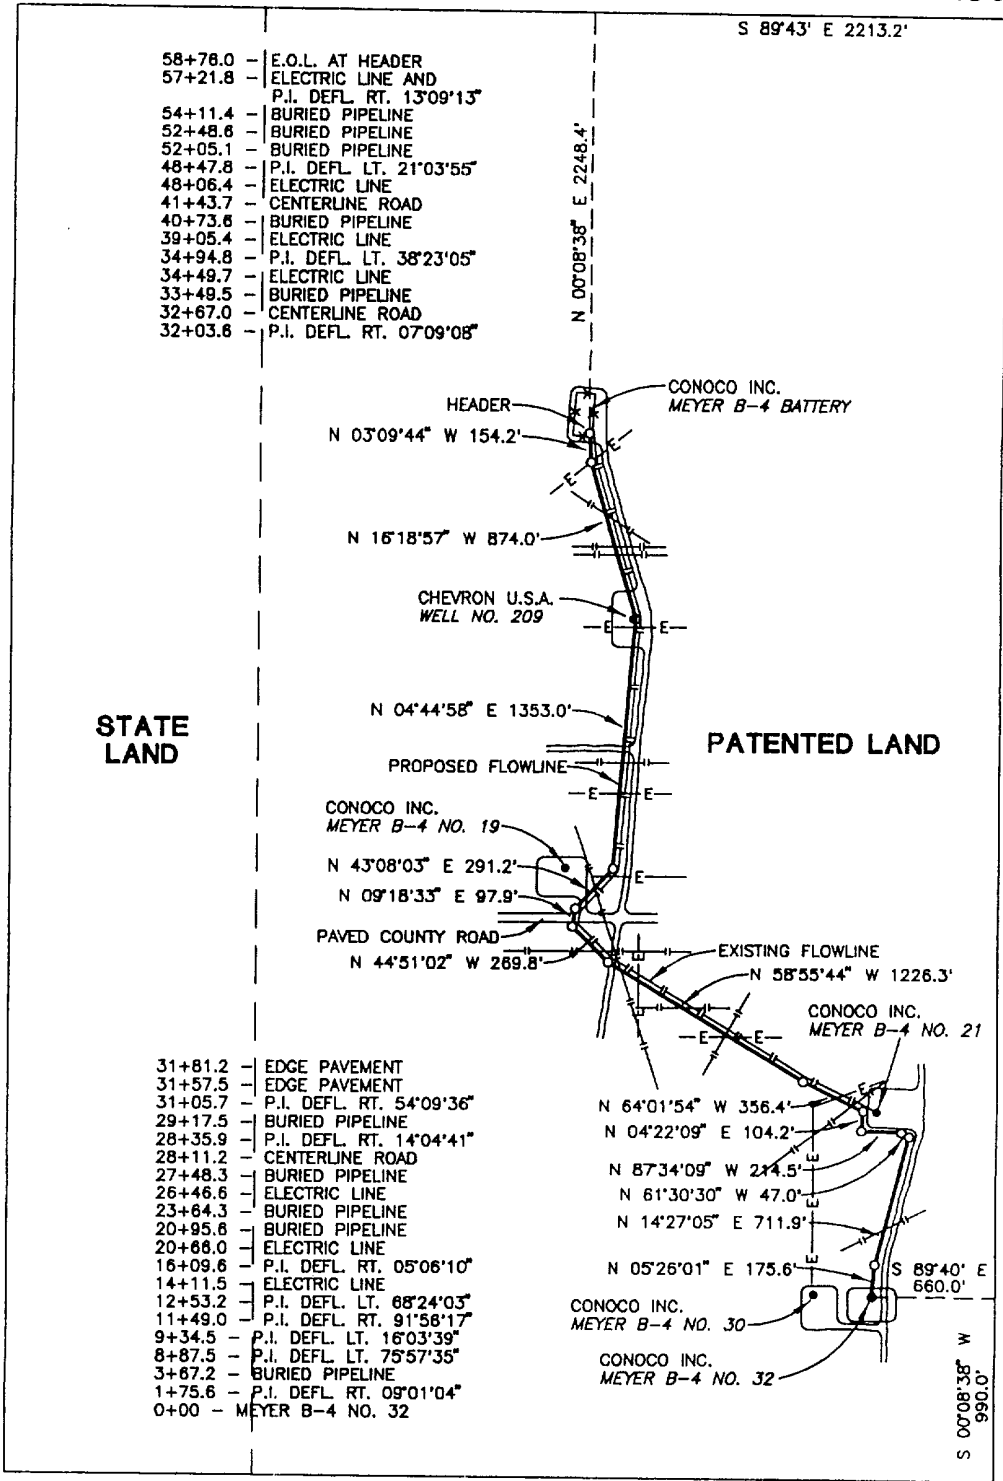 S 89°43' E 2213.2'
58+76.0 - E.O.L. AT HEADER
57+21.8 - ELECTRIC LINE AND
P.I. DEFL. RT. 13°09'13"
54+11.4 - BURIED PIPELINE
52+48.6 - BURIED PIPELINE
52+05.1 - BURIED PIPELINE
48+47.8 - P.I. DEFL. LT. 21°03'55"
48+06.4 - ELECTRIC LINE
41+43.7 - CENTERLINE ROAD
40+73.6 - BURIED PIPELINE
39+05.4 - ELECTRIC LINE
34+94.8 - P.I. DEFL. LT. 38°23'05"
34+49.7 - ELECTRIC LINE
33+49.5 - BURIED PIPELINE
32+67.0 - CENTERLINE ROAD
32+03.6 - P.I. DEFL. RT. 07°09'08"
N 00°08'38" E 2248.4'
CONOCO INC.
MEYER B-4 BATTERY
HEADER
N 03°09'44" W 154.2'
E
E
N 16°18'57" W 874.0'
CHEVRON U.S.A.
WELL NO. 209
E
E
N 04°44'58" E 1353.0'
STATE
LAND
PATENTED LAND
PROPOSED FLOWLINE
E
E
CONOCO INC.
MEYER B-4 NO. 19
N 43°08'03" E 291.2'
E
N 09°18'33" E 97.9'
PAVED COUNTY ROAD
N 44°51'02" W 269.8'
EXISTING FLOWLINE
E
N 58°55'44" W 1226.3'
E
CONOCO INC.
MEYER B-4 NO. 21
E
E
31+81.2 - EDGE PAVEMENT
31+57.5 - EDGE PAVEMENT
31+05.7 - P.I. DEFL. RT. 54°09'36"
29+17.5 - BURIED PIPELINE
28+35.9 - P.I. DEFL. RT. 14°04'41"
28+11.2 - CENTERLINE ROAD
27+48.3 - BURIED PIPELINE
26+46.6 - ELECTRIC LINE
23+64.3 - BURIED PIPELINE
20+95.6 - BURIED PIPELINE
20+66.0 - ELECTRIC LINE
16+09.6 - P.I. DEFL. RT. 05°06'10"
14+11.5 - ELECTRIC LINE
12+53.2 - P.I. DEFL. LT. 68°24'03"
11+49.0 - P.I. DEFL. RT. 91°56'17"
9+34.5 - P.I. DEFL. LT. 16°03'39"
8+87.5 - P.I. DEFL. LT. 75°57'35"
3+67.2 - BURIED PIPELINE
1+75.6 - P.I. DEFL. RT. 09°01'04"
0+00 - MEYER B-4 NO. 32
E
N 64°01'54" W 356.4'
N 04°22'09" E 104.2'
E
N 87°34'09" W 214.5'
N 61°30'30" W 47.0'
E
N 14°27'05" E 711.9'
E
N 05°26'01" E 175.6'
S 89°40' E
660.0'
CONOCO INC.
MEYER B-4 NO. 30
CONOCO INC.
MEYER B-4 NO. 32
S 00°08'38" W
990.0'